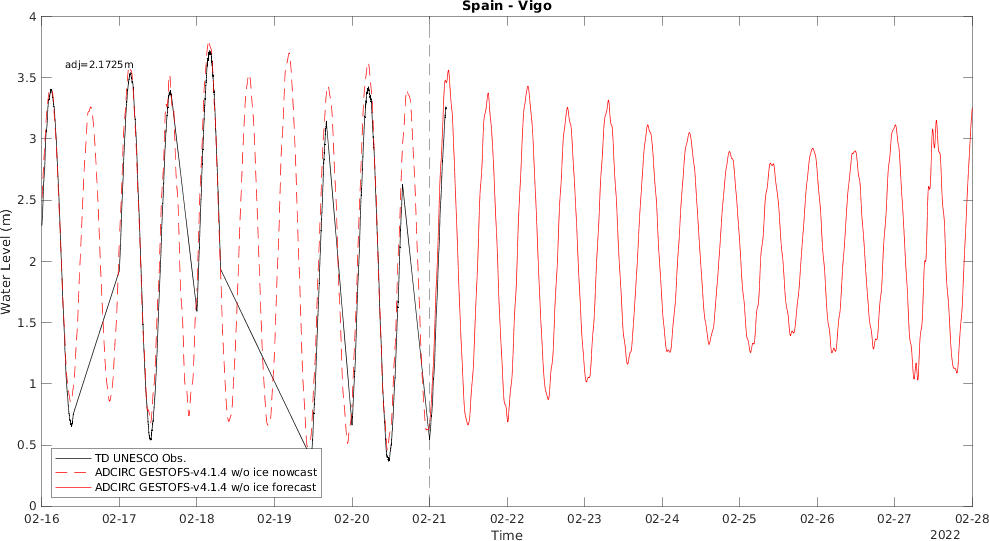 Spain - Vigo
adj=2.1725m
Water Level (m)
4
3.5
3
2.5
2
1.5
1
0.5
0
TD UNESCO Obs.
ADCIRC GESTOFS-v4.1.4 w/o ice nowcast
ADCIRC GESTOFS-v4.1.4 w/o ice forecast
02-16 02-17 02-18 02-19 02-20 02-21 02-22 02-23 02-24 02-25 02-26 02-27 02-28
Time
2022